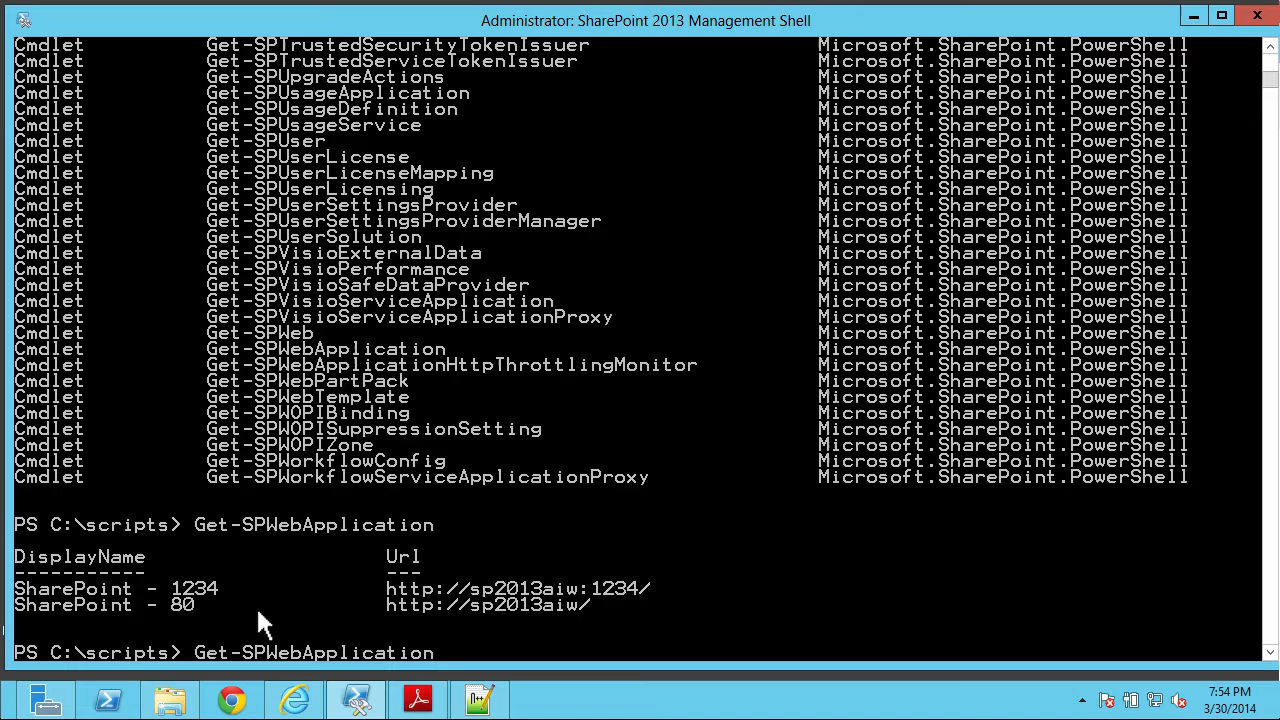 Administrator: SharePoint 2013 Management Shell
Cmdlet Get-SPTrustedSecurityTokenIssuer Microsoft.SharePoint.PowerShell
Cmdlet Get-SPTrustedServiceTokenIssuer Microsoft.SharePoint.PowerShell
Cmdlet Get-SPUpgradeActions Microsoft.SharePoint.PowerShell
Cmdlet Get-SPUsageApplication Microsoft.SharePoint.PowerShell
Cmdlet Get-SPUsageDefinition Microsoft.SharePoint.PowerShell
Cmdlet Get-SPUsageService Microsoft.SharePoint.PowerShell
Cmdlet Get-SPUser Microsoft.SharePoint.PowerShell
Cmdlet Get-SPUserLicense Microsoft.SharePoint.PowerShell
Cmdlet Get-SPUserLicenseMapping Microsoft.SharePoint.PowerShell
Cmdlet Get-SPUserLicensing Microsoft.SharePoint.PowerShell
Cmdlet Get-SPUserSettingsProvider Microsoft.SharePoint.PowerShell
Cmdlet Get-SPUserSettingsProviderManager Microsoft.SharePoint.PowerShell
Cmdlet Get-SPUserSolution Microsoft.SharePoint.PowerShell
Cmdlet Get-SPVisioExternalData Microsoft.SharePoint.PowerShell
Cmdlet Get-SPVisioPerformance Microsoft.SharePoint.PowerShell
Cmdlet Get-SPVisioSafeDataProvider Microsoft.SharePoint.PowerShell
Cmdlet Get-SPVisioServiceApplication Microsoft.SharePoint.PowerShell
Cmdlet Get-SPVisioServiceApplicationProxy Microsoft.SharePoint.PowerShell
Cmdlet Get-SPWeb Microsoft.SharePoint.PowerShell
Cmdlet Get-SPWebApplication Microsoft.SharePoint.PowerShell
Cmdlet Get-SPWebApplicationHttpThrottlingMonitor Microsoft.SharePoint.PowerShell
Cmdlet Get-SPWebPartPack Microsoft.SharePoint.PowerShell
Cmdlet Get-SPWebTemplate Microsoft.SharePoint.PowerShell
Cmdlet Get-SPWOPIBinding Microsoft.SharePoint.PowerShell
Cmdlet Get-SPWOPISuppressionSetting Microsoft.SharePoint.PowerShell
Cmdlet Get-SPWOPIZone Microsoft.SharePoint.PowerShell
Cmdlet Get-SPWorkflowConfig Microsoft.SharePoint.PowerShell
Cmdlet Get-SPWorkflowServiceApplicationProxy Microsoft.SharePoint.PowerShell
PS C:\scripts> Get-SPWebApplication
DisplayName Url
----------- ---
SharePoint - 1234 http://sp2013aiw:1234/
SharePoint - 80 http://sp2013aiw/
PS C:\scripts> Get-SPWebApplication
7:54 PM
3/30/2014